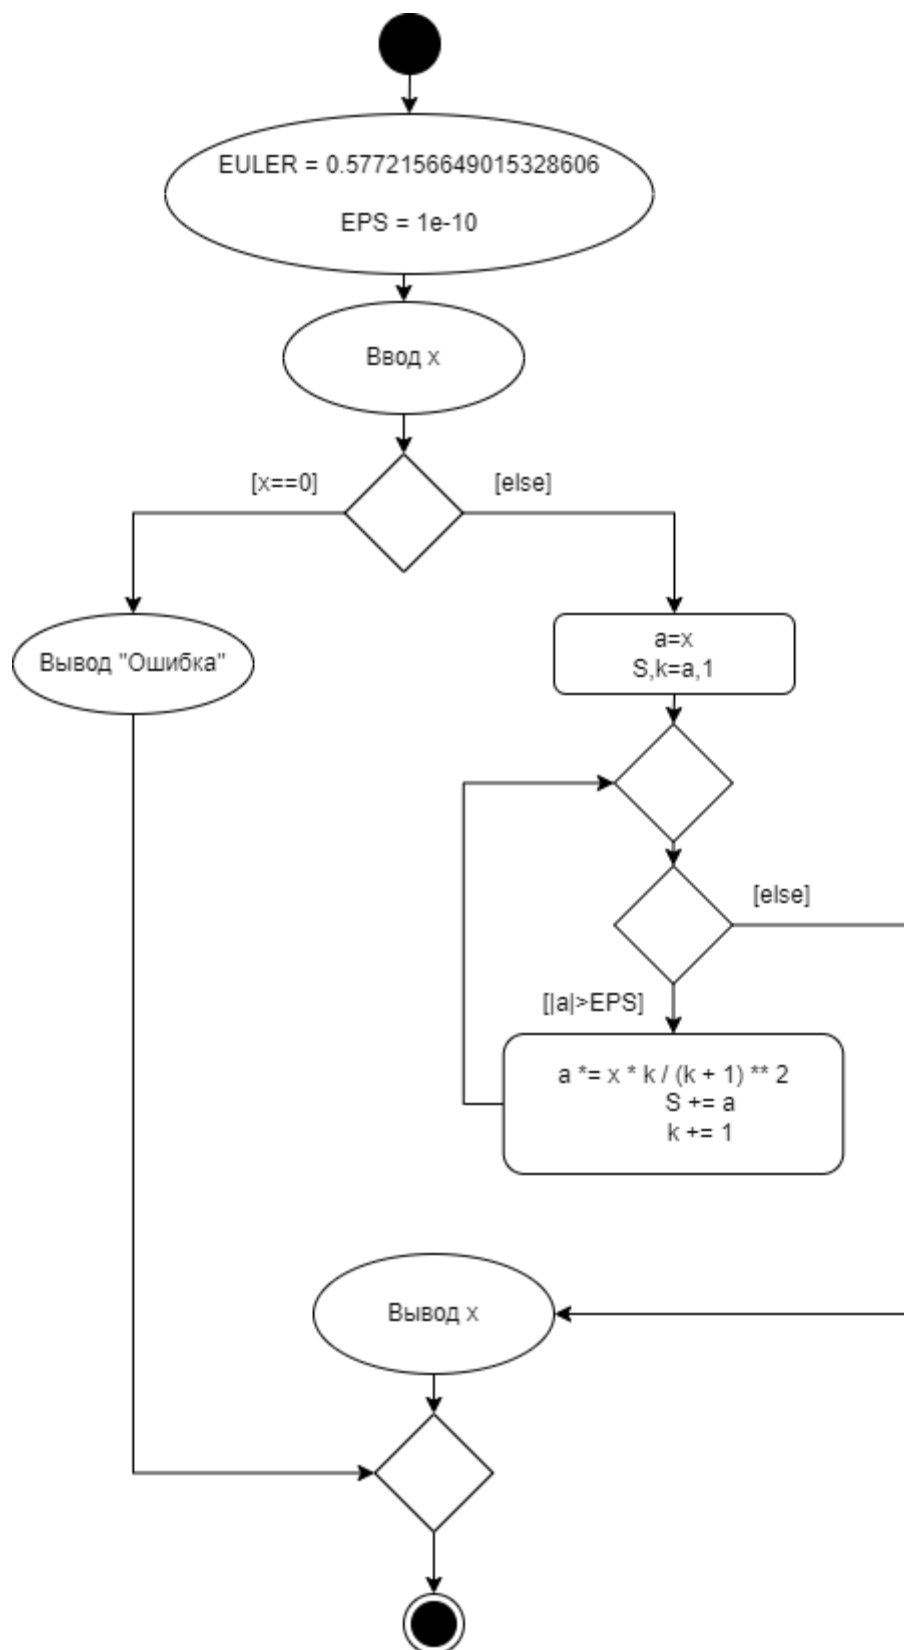 EULER = 0.5772156649015328606
EPS = 1e-10
Ввод x
[x==0]
[else]
Вывод "Ошибка"
a=x
S,k=a,1
[else]
[|a|>EPS]
a *= x * k / (k + 1) ** 2
S += a
k += 1
Вывод x